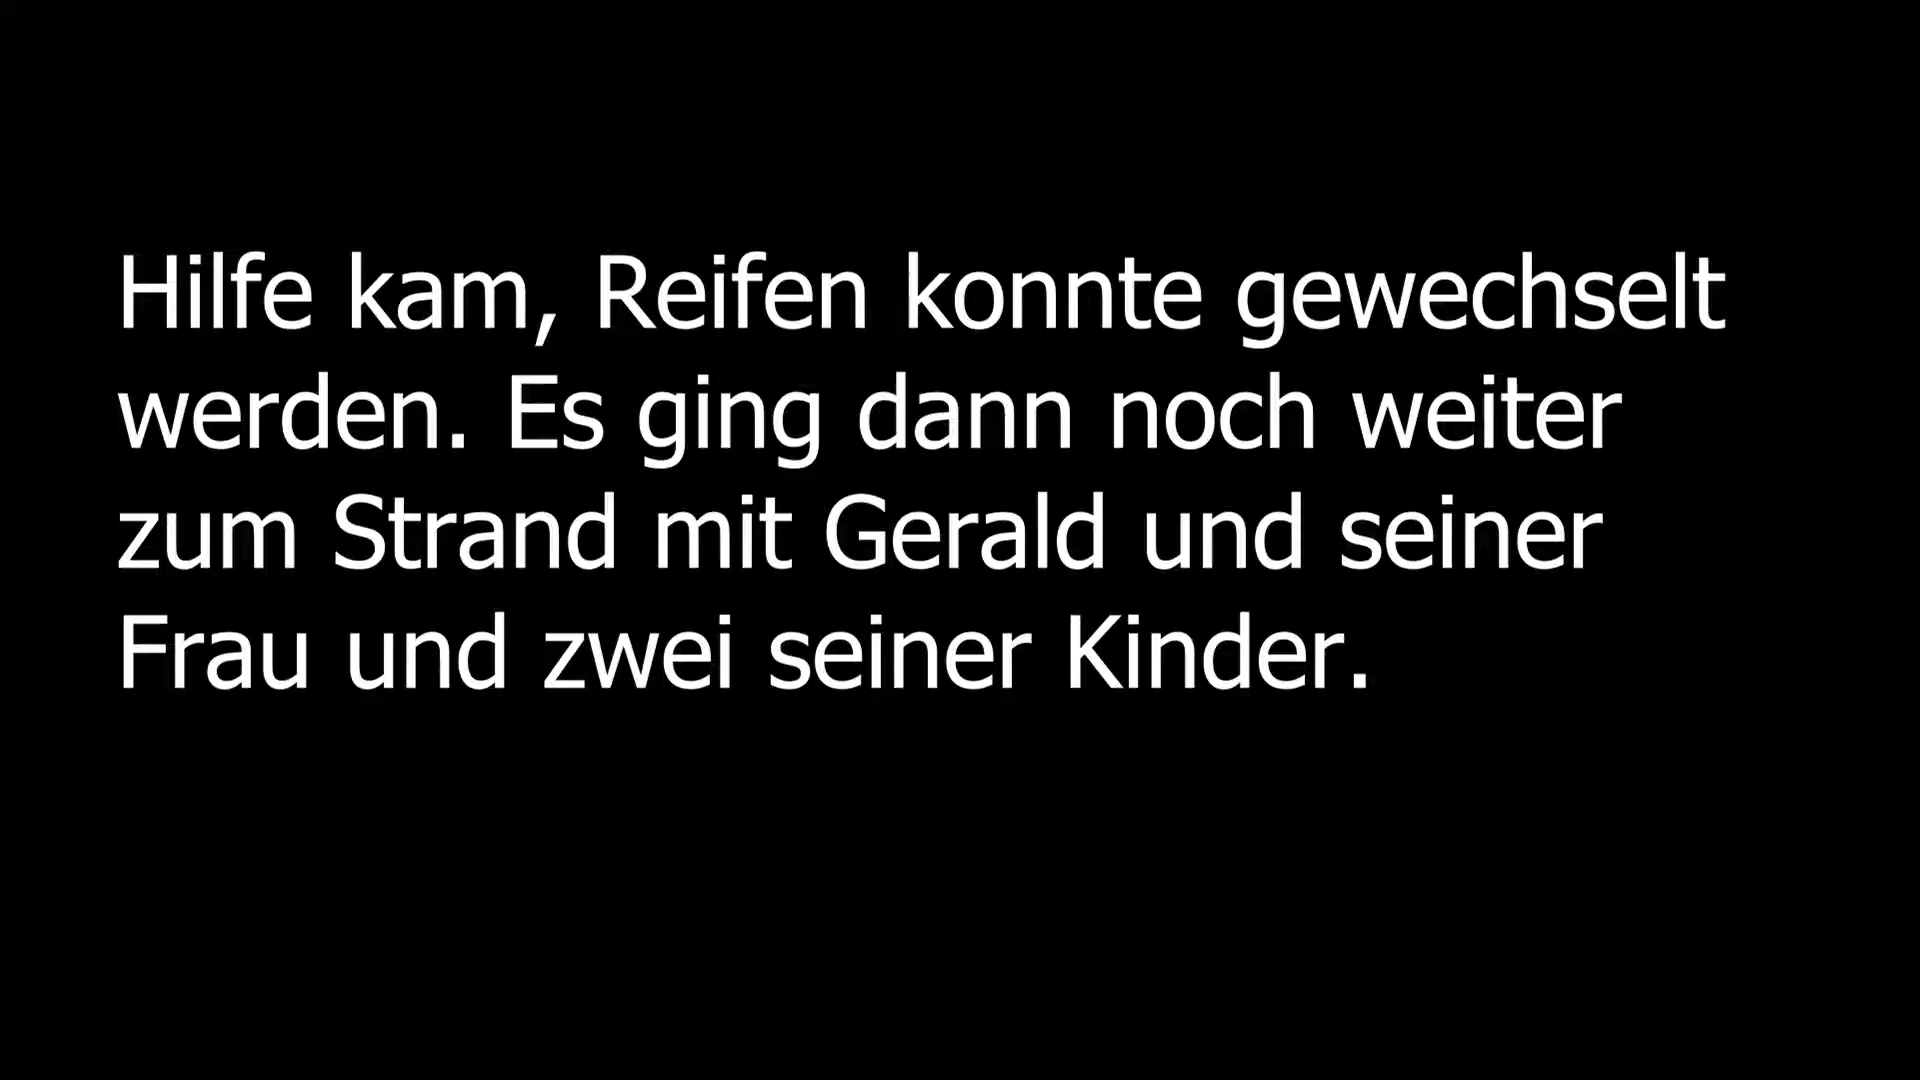 Hilfe kam, Reifen konnte gewechselt
werden. Es ging dann noch weiter
zum Strand mit Gerald und seiner
Frau und zwei seiner Kinder.